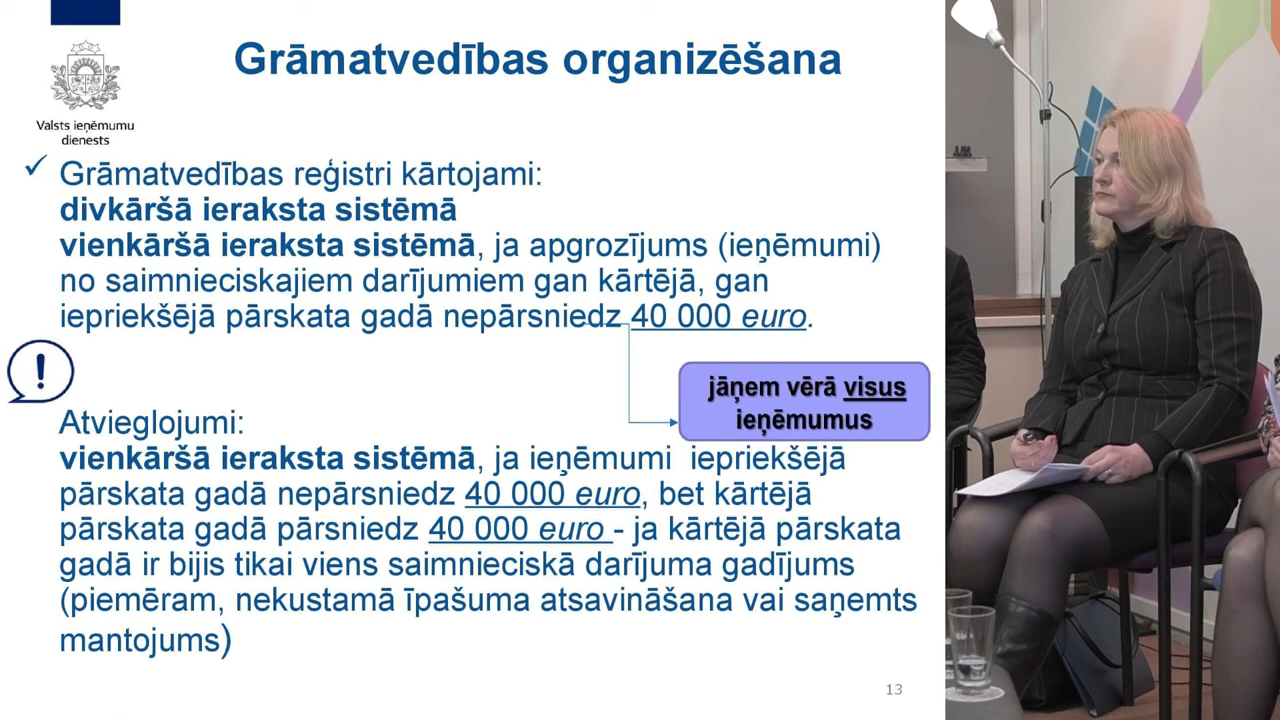 Grāmatvedības organizēšana
Valsts ieņēmumu
dienests
✓ Grāmatvedības reģistri kārtojami:
divkāršā ieraksta sistēmā
vienkāršā ieraksta sistēmā, ja apgrozījums (ieņēmumi)
no saimnieciskajiem darījumiem gan kārtējā, gan
iepriekšējā pārskata gadā nepārsniedz 40 000 euro.
!
jāņem vērā visus
ieņēmumus
Atvieglojumi:
vienkāršā ieraksta sistēmā, ja ieņēmumi iepriekšējā
pārskata gadā nepārsniedz 40 000 euro, bet kārtējā
pārskata gadā pārsniedz 40 000 euro - ja kārtējā pārskata
gadā ir bijis tikai viens saimnieciskā darījuma gadījums
(piemēram, nekustamā īpašuma atsavināšana vai saņemts
mantojums)
13